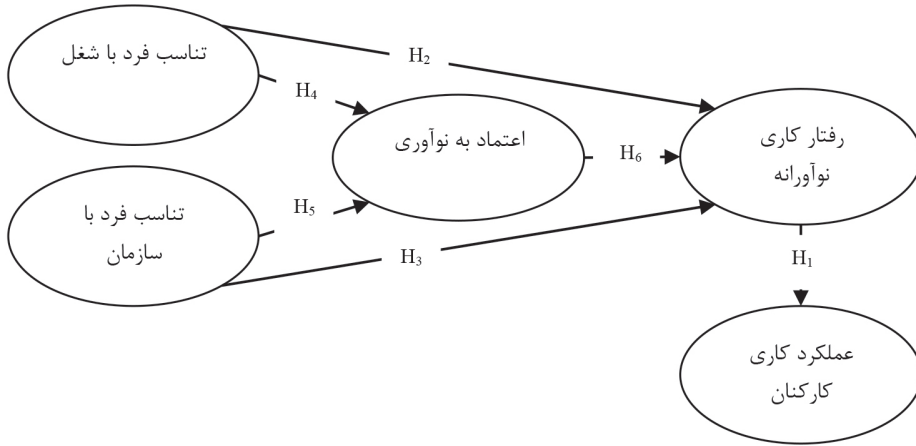 تناسب فرد با شغل
H2
H4
اعتماد به نوآوری
رفتار کاری
نوآورانه
H6
تناسب فرد با
سازمان
H5
H3
H1
عملکرد کاری
کارکنان